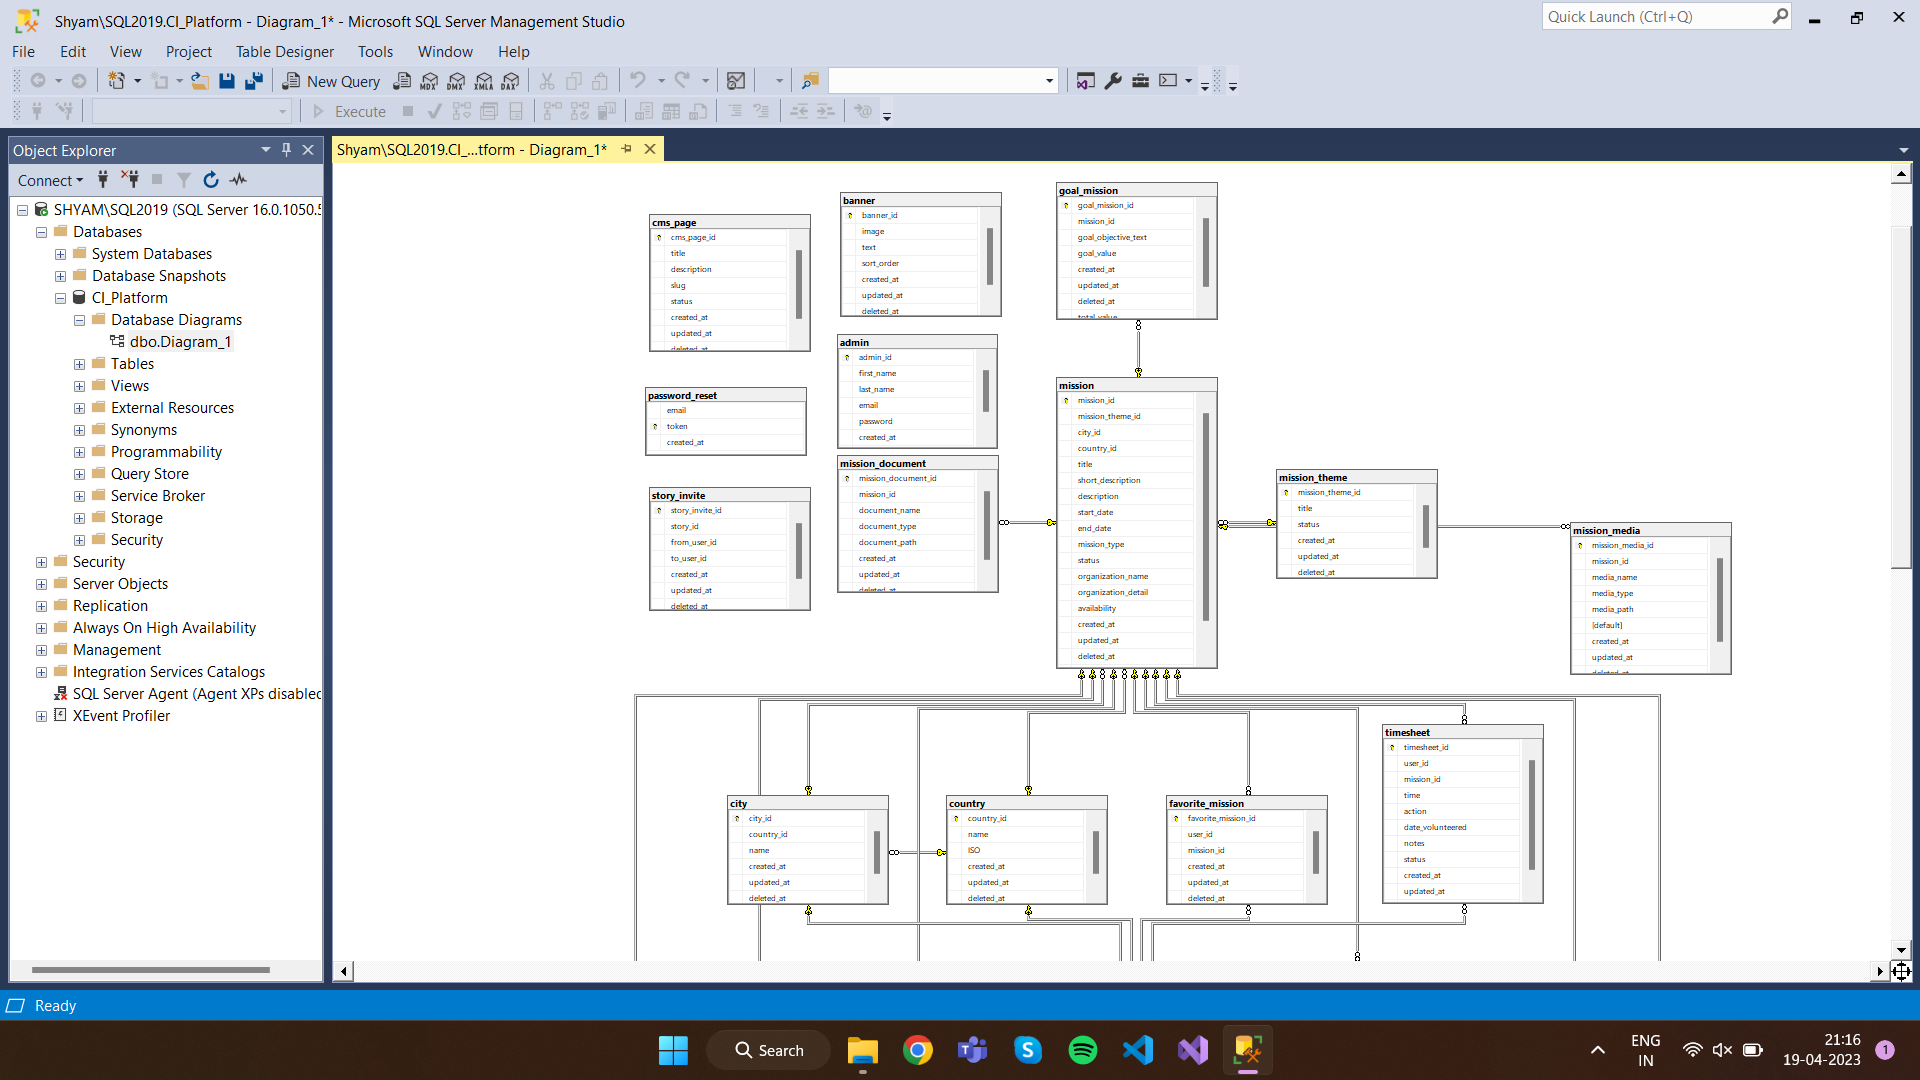 Shyam\SQL2019.CI_Platform - Diagram_1* - Microsoft SQL Server Management Studio
Quick Launch (Ctrl+Q)
File Edit View Project Table Designer Tools Window Help
New Query
MDX DMX XMLA DAX
Execute
Object Explorer
Connect
SHYAM\SQL2019 (SQL Server 16.0.1050.5
Databases
System Databases
Database Snapshots
CI_Platform
Database Diagrams
dbo.Diagram_1
Tables
Views
External Resources
Synonyms
Programmability
Query Store
Service Broker
Storage
Security
Security
Server Objects
Replication
Always On High Availability
Management
Integration Services Catalogs
SQL Server Agent (Agent XPs disabled
XEvent Profiler
Shyam\SQL2019.CI_...tform - Diagram_1*
cms_page
cms_page_id
title
description
slug
status
created_at
updated_at
deleted_at
banner
banner_id
image
text
sort_order
created_at
updated_at
deleted_at
goal_mission
goal_mission_id
mission_id
goal_objective_text
goal_value
created_at
updated_at
deleted_at
total_value
password_reset
email
token
created_at
admin
admin_id
first_name
last_name
email
password
created_at
mission
mission_id
mission_theme_id
city_id
country_id
title
short_description
description
start_date
end_date
mission_type
status
organization_name
organization_detail
availability
created_at
updated_at
deleted_at
story_invite
story_invite_id
story_id
from_user_id
to_user_id
created_at
updated_at
deleted_at
mission_document
mission_document_id
mission_id
document_name
document_type
document_path
created_at
updated_at
deleted_at
mission_theme
mission_theme_id
title
status
created_at
updated_at
deleted_at
mission_media
mission_media_id
mission_id
media_name
media_type
media_path
[default]
created_at
updated_at
deleted_at
city
city_id
country_id
name
created_at
updated_at
deleted_at
country
country_id
name
ISO
created_at
updated_at
deleted_at
favorite_mission
favorite_mission_id
user_id
mission_id
created_at
updated_at
deleted_at
timesheet
timesheet_id
user_id
mission_id
time
action
date_volunteered
notes
status
created_at
updated_at
Ready
Search
ENG
IN
21:16
19-04-2023
1